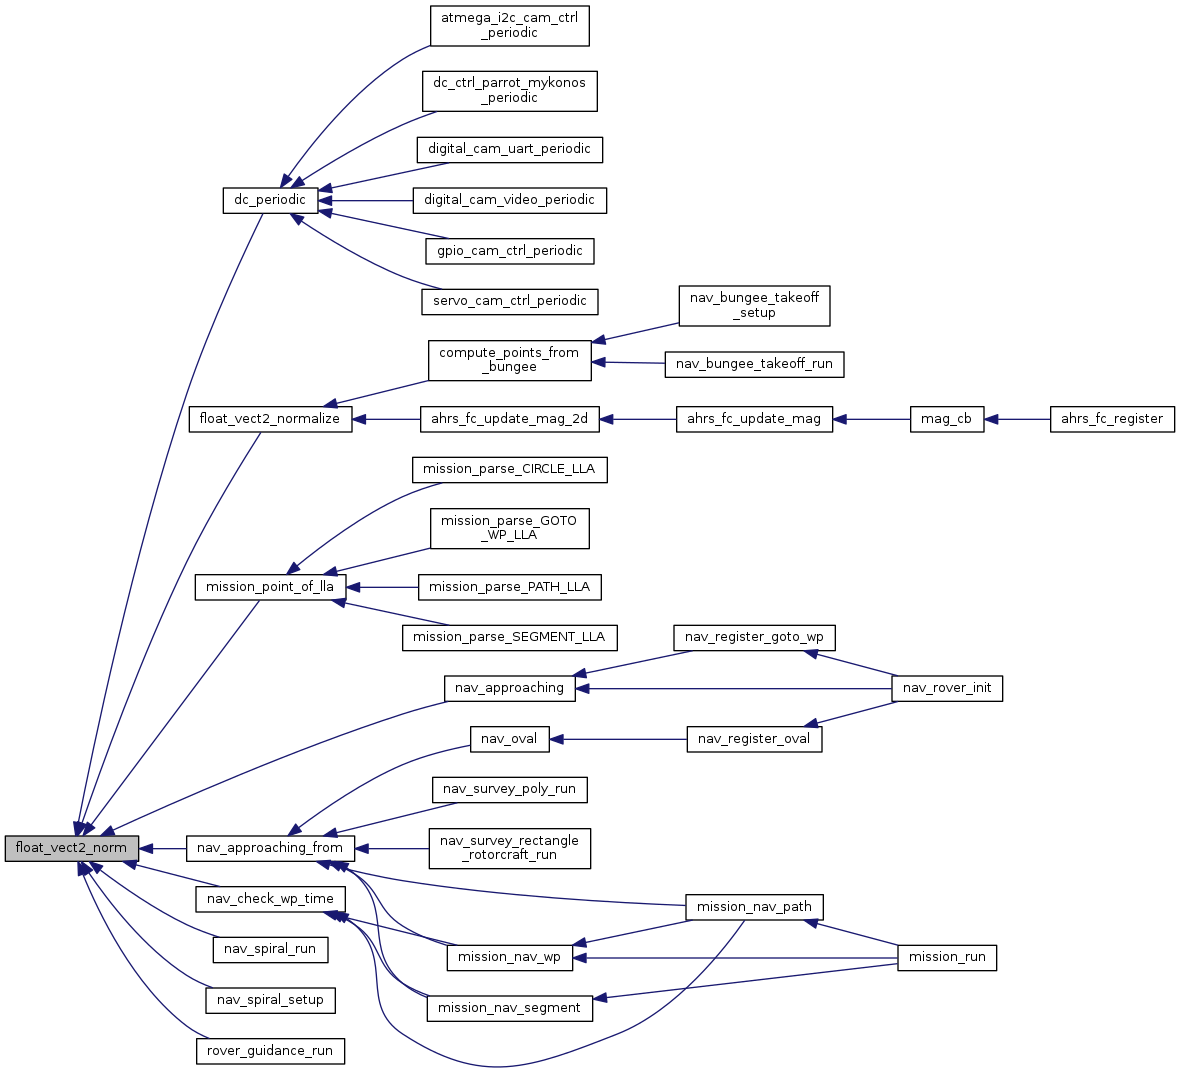 atmega_i2c_cam_ctrl
_periodic
dc_ctrl_parrot_mykonos
_periodic
digital_cam_uart_periodic
dc_periodic
digital_cam_video_periodic
gpio_cam_ctrl_periodic
servo_cam_ctrl_periodic
nav_bungee_takeoff
_setup
compute_points_from
_bungee
nav_bungee_takeoff_run
float_vect2_normalize
ahrs_fc_update_mag_2d
ahrs_fc_update_mag
mag_cb
ahrs_fc_register
mission_parse_CIRCLE_LLA
mission_parse_GOTO
_WP_LLA
mission_point_of_lla
mission_parse_PATH_LLA
mission_parse_SEGMENT_LLA
nav_register_goto_wp
nav_approaching
nav_rover_init
nav_oval
nav_register_oval
nav_survey_poly_run
float_vect2_norm
nav_approaching_from
nav_survey_rectangle
_rotorcraft_run
nav_check_wp_time
mission_nav_path
nav_spiral_run
mission_nav_wp
mission_run
nav_spiral_setup
mission_nav_segment
rover_guidance_run